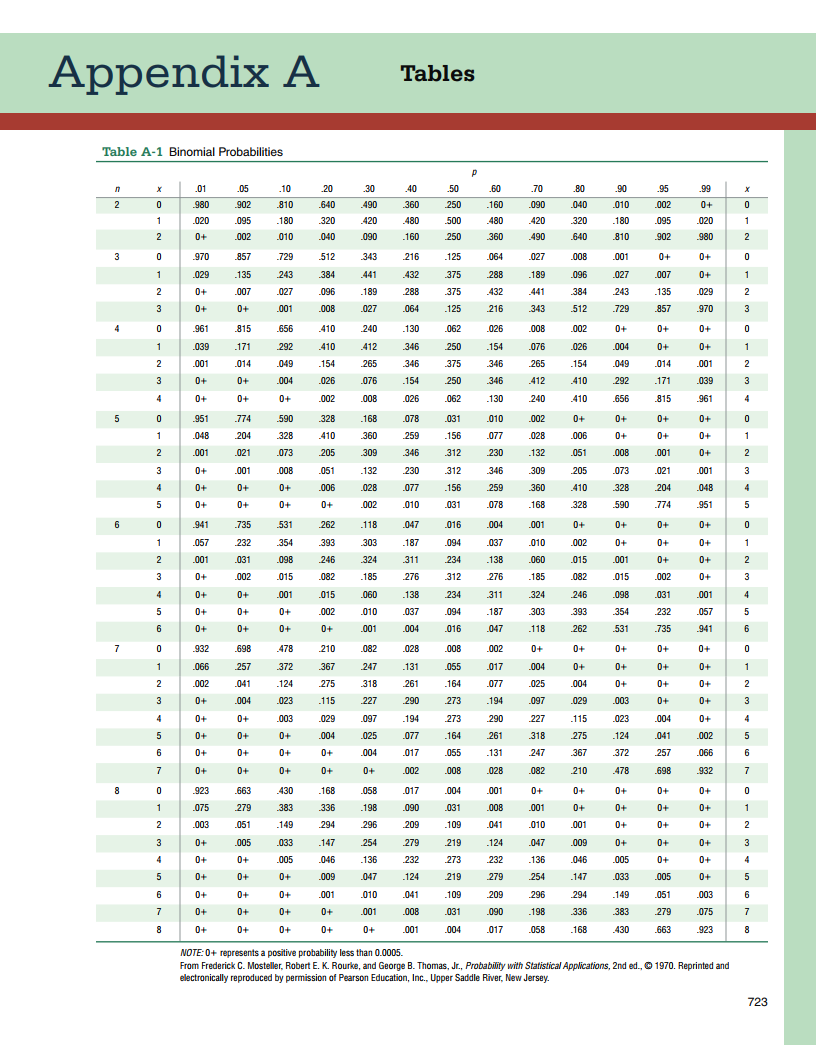 Appendix A Tables
Table A-1 Binomial Probabilities
p
n x .01 .05 .10 .20 .30 .40 .50 .60 .70 .80 .90 .95 .99 x
2 0 .980 .902 .810 .640 .490 .360 .250 .160 .090 .040 .010 .002 0+ 0
1 .020 .095 .180 .320 .420 .480 .500 .480 .420 .320 .180 .095 .020 1
2 0+ .002 .010 .040 .090 .160 .250 .360 .490 .640 .810 .902 .980 2
3 0 .970 .857 .729 .512 .343 .216 .125 .064 .027 .008 .001 0+ 0+ 0
1 .029 .135 .243 .384 .441 .432 .375 .288 .189 .096 .027 .007 0+ 1
2 0+ .007 .027 .096 .189 .288 .375 .432 .441 .384 .243 .135 .029 2
3 0+ 0+ .001 .008 .027 .064 .125 .216 .343 .512 .729 .857 .970 3
4 0 .961 .815 .656 .410 .240 .130 .062 .026 .008 .002 0+ 0+ 0+ 0
1 .039 .171 .292 .410 .412 .346 .250 .154 .076 .026 .004 0+ 0+ 1
2 .001 .014 .049 .154 .265 .346 .375 .346 .265 .154 .049 .014 .001 2
3 0+ 0+ .004 .026 .076 .154 .250 .346 .412 .410 .292 .171 .039 3
4 0+ 0+ 0+ .002 .008 .026 .062 .130 .240 .410 .656 .815 .961 4
5 0 .951 .774 .590 .328 .168 .078 .031 .010 .002 0+ 0+ 0+ 0+ 0
1 .048 .204 .328 .410 .360 .259 .156 .077 .028 .006 0+ 0+ 0+ 1
2 .001 .021 .073 .205 .309 .346 .312 .230 .132 .051 .008 .001 0+ 2
3 0+ .001 .008 .051 .132 .230 .312 .346 .309 .205 .073 .021 .001 3
4 0+ 0+ 0+ .006 .028 .077 .156 .259 .360 .410 .328 .204 .048 4
5 0+ 0+ 0+ 0+ .002 .010 .031 .078 .168 .328 .590 .774 .951 5
6 0 .941 .735 .531 .262 .118 .047 .016 .004 .001 0+ 0+ 0+ 0+ 0
1 .057 .232 .354 .393 .303 .187 .094 .037 .010 .002 0+ 0+ 0+ 1
2 .001 .031 .098 .246 .324 .311 .234 .138 .060 .015 .001 0+ 0+ 2
3 0+ .002 .015 .082 .185 .276 .312 .276 .185 .082 .015 .002 0+ 3
4 0+ 0+ .001 .015 .060 .138 .234 .311 .324 .246 .098 .031 .001 4
5 0+ 0+ 0+ .002 .010 .037 .094 .187 .303 .393 .354 .232 .057 5
6 0+ 0+ 0+ 0+ .001 .004 .016 .047 .118 .262 .531 .735 .941 6
7 0 .932 .698 .478 .210 .082 .028 .008 .002 0+ 0+ 0+ 0+ 0+ 0
1 .066 .257 .372 .367 .247 .131 .055 .017 .004 0+ 0+ 0+ 0+ 1
2 .002 .041 .124 .275 .318 .261 .164 .077 .025 .004 0+ 0+ 0+ 2
3 0+ .004 .023 .115 .227 .290 .273 .194 .097 .029 .003 0+ 0+ 3
4 0+ 0+ .003 .029 .097 .194 .273 .290 .227 .115 .023 .004 0+ 4
5 0+ 0+ 0+ .004 .025 .077 .164 .261 .318 .275 .124 .041 .002 5
6 0+ 0+ 0+ 0+ .004 .017 .055 .131 .247 .367 .372 .257 .066 6
7 0+ 0+ 0+ 0+ 0+ .002 .008 .028 .082 .210 .478 .698 .932 7
8 0 .923 .663 .430 .168 .058 .017 .004 .001 0+ 0+ 0+ 0+ 0+ 0
1 .075 .279 .383 .336 .198 .090 .031 .008 .001 0+ 0+ 0+ 0+ 1
2 .003 .051 .149 .294 .296 .209 .109 .041 .010 .001 0+ 0+ 0+ 2
3 0+ .005 .033 .147 .254 .279 .219 .124 .047 .009 0+ 0+ 0+ 3
4 0+ 0+ .005 .046 .136 .232 .273 .232 .136 .046 .005 0+ 0+ 4
5 0+ 0+ 0+ .009 .047 .124 .219 .279 .254 .147 .033 .005 0+ 5
6 0+ 0+ 0+ .001 .010 .041 .109 .209 .296 .294 .149 .051 .003 6
7 0+ 0+ 0+ 0+ .001 .008 .031 .090 .198 .336 .383 .279 .075 7
8 0+ 0+ 0+ 0+ 0+ .001 .004 .017 .058 .168 .430 .663 .923 8
NOTE: 0+ represents a positive probability less than 0.0005.
From Frederick C. Mosteller, Robert E. K. Rourke, and George B. Thomas, Jr., Probability with Statistical Applications, 2nd ed., © 1970. Reprinted and
electronically reproduced by permission of Pearson Education, Inc., Upper Saddle River, New Jersey.
723